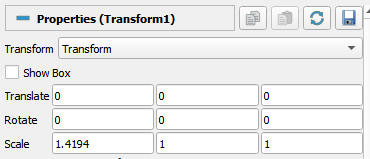 Properties (Transform1)
Transform Transform
Show Box
Translate 0 0 0
Rotate 0 0 0
Scale 1.4194 1 1